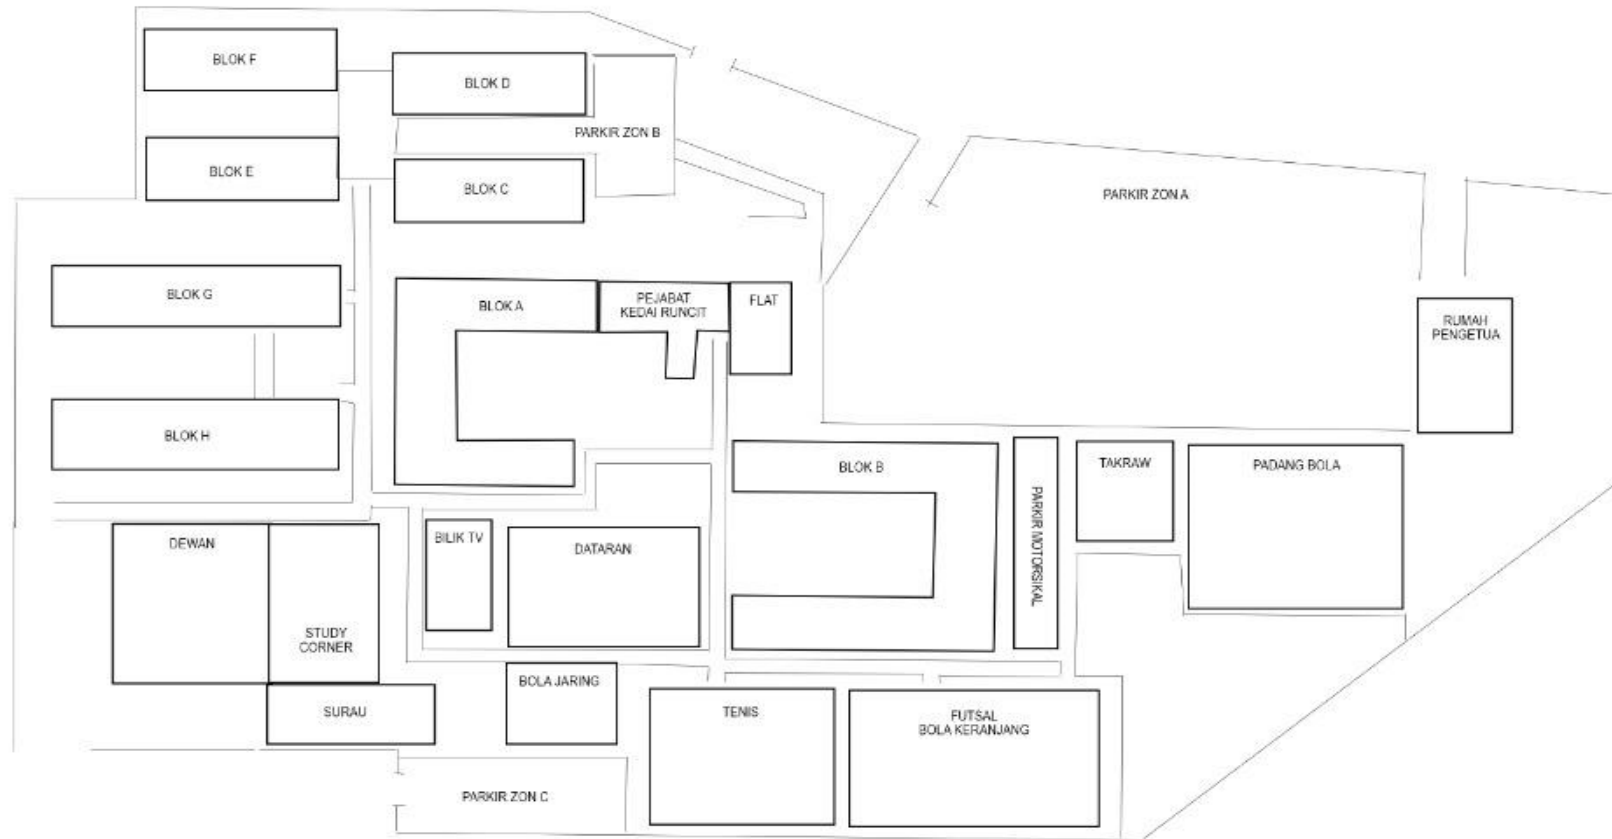 BLOK F
BLOK D
PARKIR ZON B
BLOK E
BLOK C
PARKIR ZON A
BLOK G
BLOK A
PEJABAT
KEDAI RUNCIT
FLAT
RUMAH
PENGETUA
BLOK H
BLOK B
PARKIR MOTORSIKAL
TAKRAW
PADANG BOLA
DEWAN
STUDY
CORNER
BILIK TV
DATARAN
SURAU
BOLA JARING
TENIS
FUTSAL
BOLA KERANJANG
PARKIR ZON C